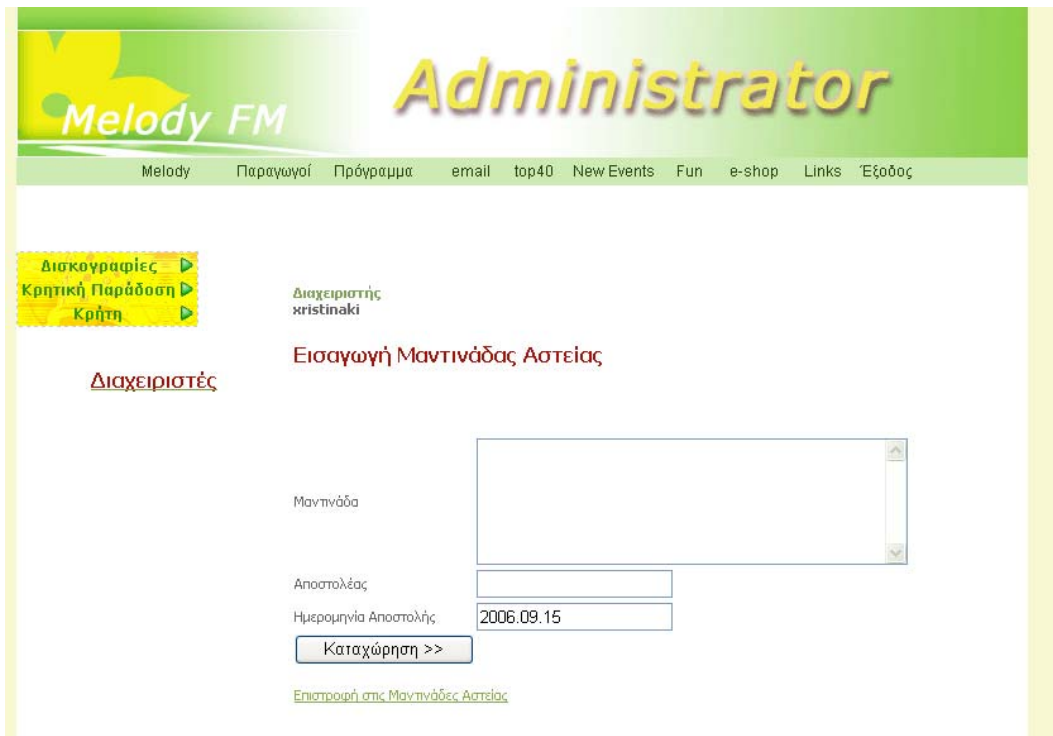 Melody FM
Administrator
Melody Παραγωγοί Πρόγραμμα email top40 New Events Fun e-shop Links Έξοδος
Δισκογραφίες
Κρητική Παράδοση
Κρήτη
Διαχειριστής
xristinaki
Εισαγωγή Μαντινάδας Αστείας
Διαχειριστές
Μαντινάδα
Αποστολέας
Ημερομηνία Αποστολής 2006.09.15
Καταχώρηση >>
Επιστροφή στις Μαντινάδες Αστείας